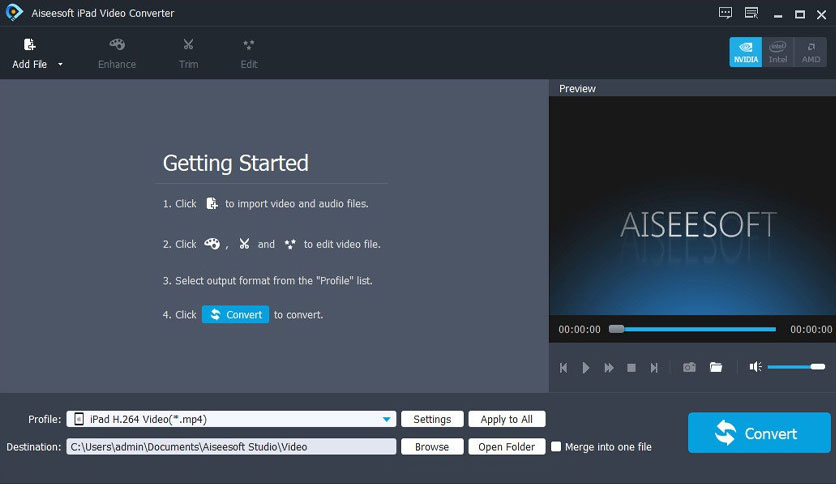 Aiseesoft iPad Video Converter
Add File Enhance Trim Edit NVIDIA Intel AMD
Preview
Getting Started
1. Click to import video and audio files.
2. Click , and to edit video file.
3. Select output format from the "Profile" list.
4. Click Convert to convert.
AISEESOFT
00:00:00 00:00:00
Profile: iPad H.264 Video(*.mp4) Settings Apply to All
Convert
Destination: C:\Users\admin\Documents\Aiseesoft Studio\Video Browse Open Folder Merge into one file